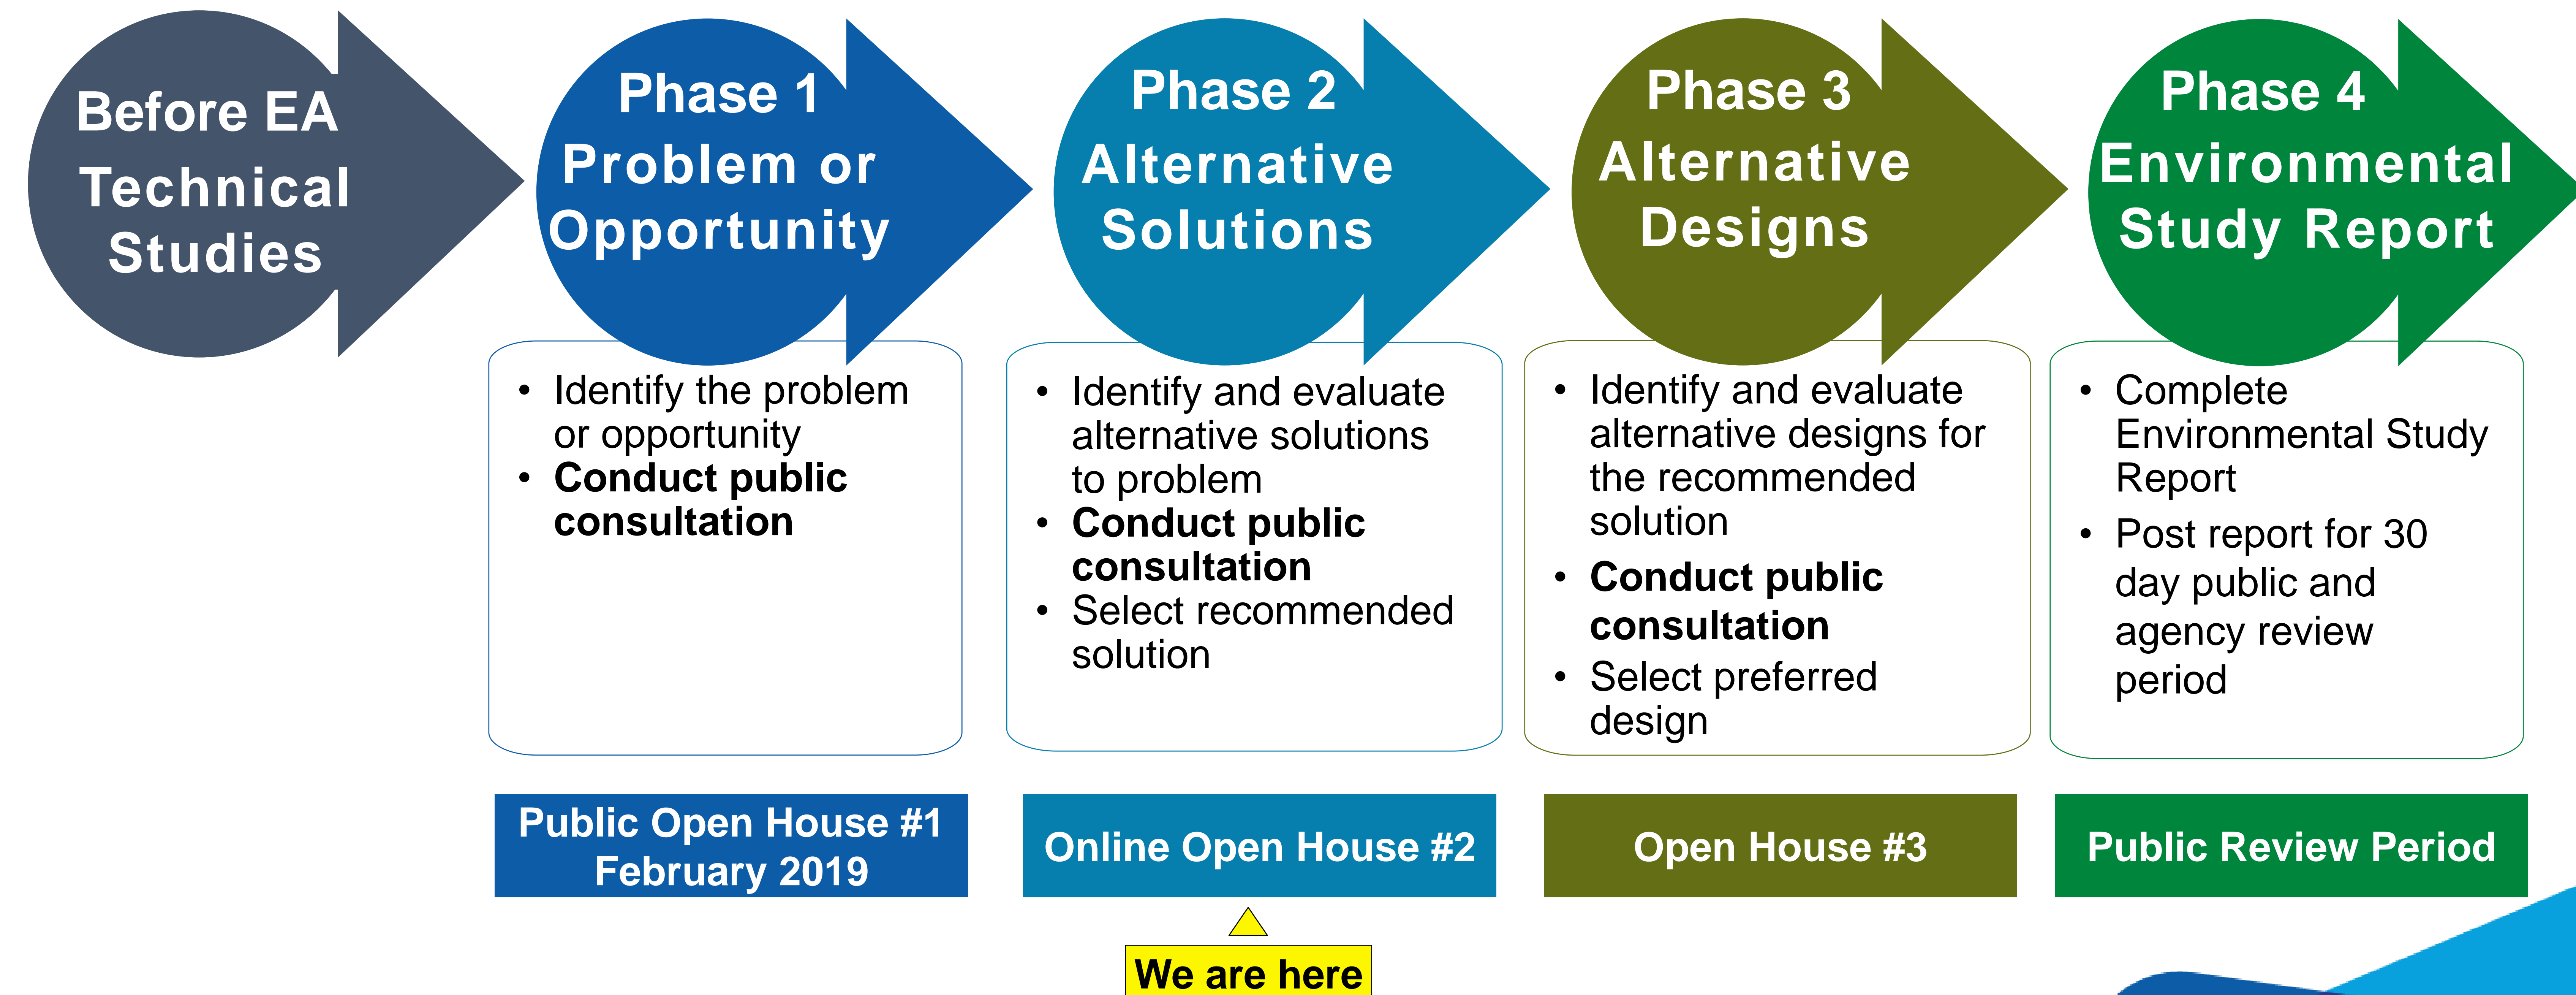 Before EA
Technical
Studies
Phase 1
Problem or
Opportunity
Phase 2
Alternative
Solutions
Phase 3
Alternative
Designs
Phase 4
Environmental
Study Report
• Identify the problem
or opportunity
• Conduct public
consultation
• Identify and evaluate
alternative solutions
to problem
• Conduct public
consultation
• Select recommended
solution
• Identify and evaluate
alternative designs for
the recommended
solution
• Conduct public
consultation
• Select preferred
design
• Complete
Environmental Study
Report
• Post report for 30
day public and
agency review
period
Public Open House #1
February 2019
Online Open House #2
Open House #3
Public Review Period
We are here